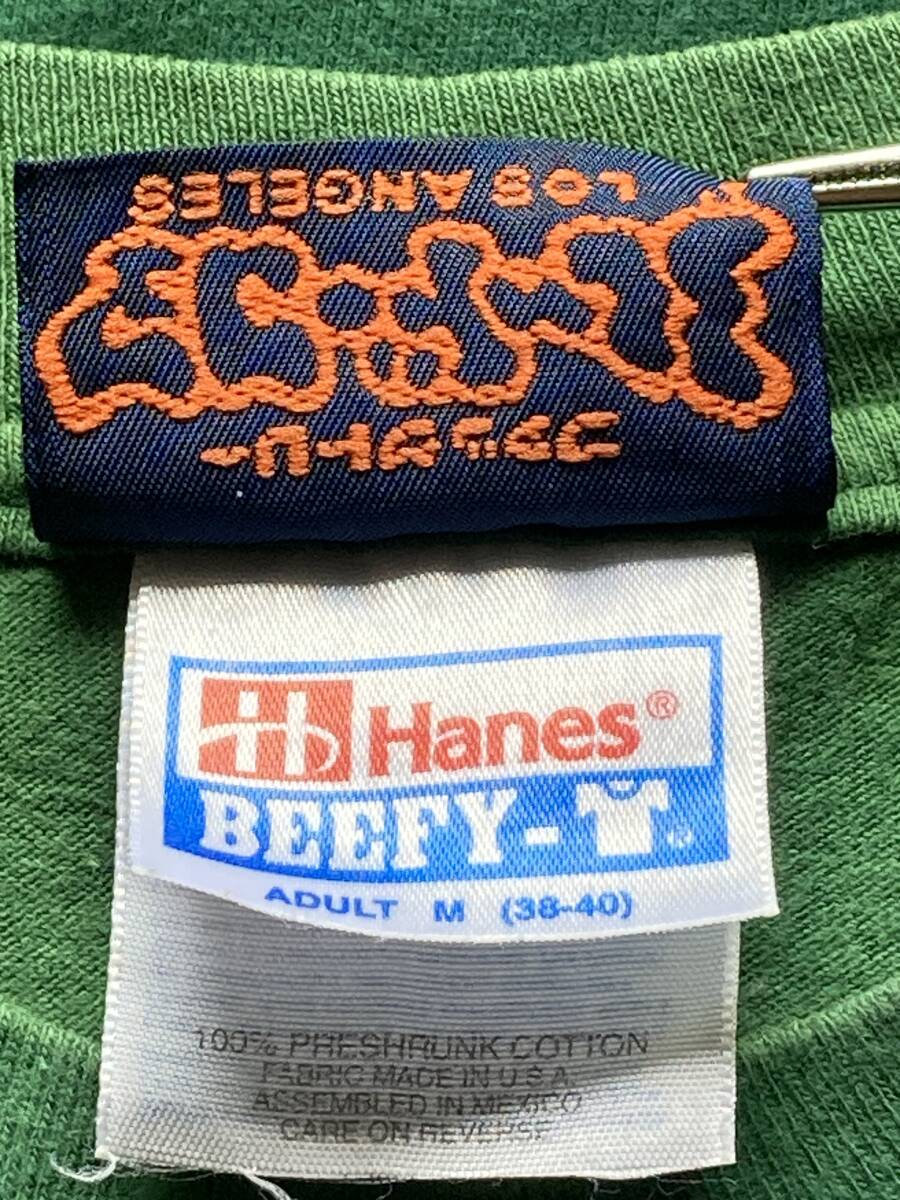 LOS ANGELES
Hanes®
BEEFY-T®
ADULT M (38-40)
100% PRESHRUNK COTTON
FABRIC MADE IN U.S.A.
ASSEMBLED IN MEXICO
CARE ON REVERSE